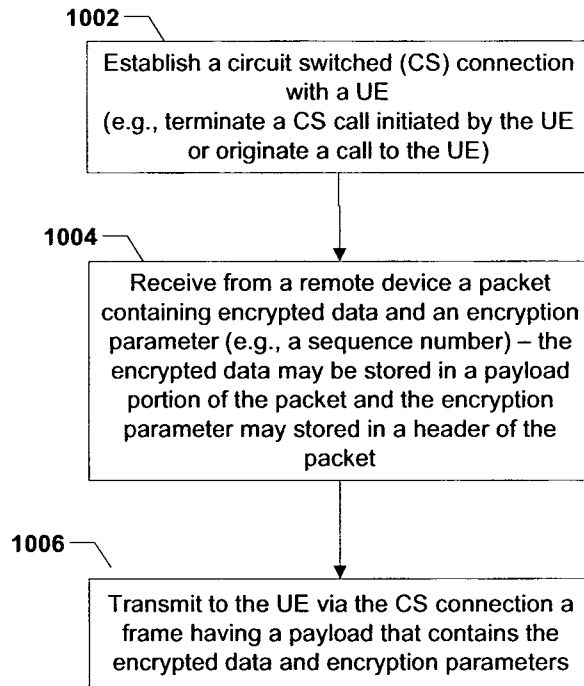 1002
Establish a circuit switched (CS) connection
with a UE
(e.g., terminate a CS call initiated by the UE
or originate a call to the UE)
1004
Receive from a remote device a packet
containing encrypted data and an encryption
parameter (e.g., a sequence number) – the
encrypted data may be stored in a payload
portion of the packet and the encryption
parameter may stored in a header of the
packet
1006
Transmit to the UE via the CS connection a
frame having a payload that contains the
encrypted data and encryption parameters